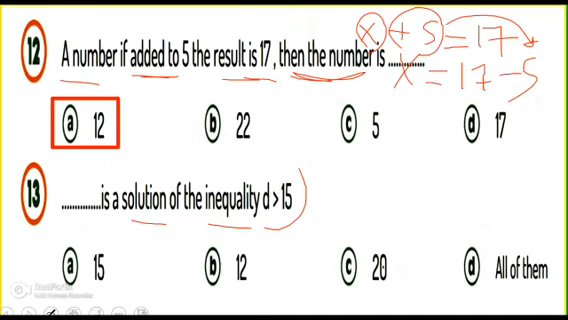 x + 5 = 17
12 A number if added to 5 the result is 17, then the number is ..............
x = 17 - 5
a 12 b 22 c 5 d 17
13 ..............is a solution of the inequality d > 15
a 15 b 12 c 20 d All of them